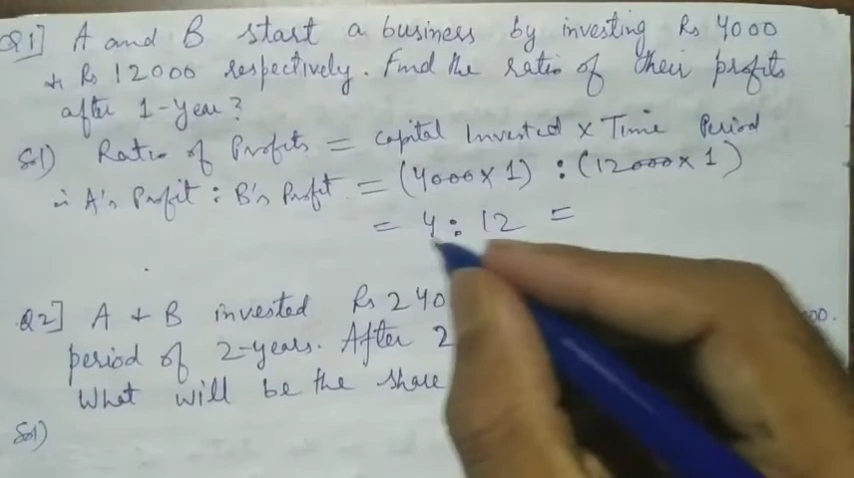 Q1] A and B start a business by investing Rs 4000
+ Rs 12000 respectively. Find the ratio of their profits
after 1-year?
Sol) Ratio of Profits = capital Invested × Time Period
∴ A's Profit : B's Profit = (4000×1) : (12000×1)
= 4 : 12 =
Q2] A + B invested Rs 240
period of 2-years. After 2
What will be the share
Sol)